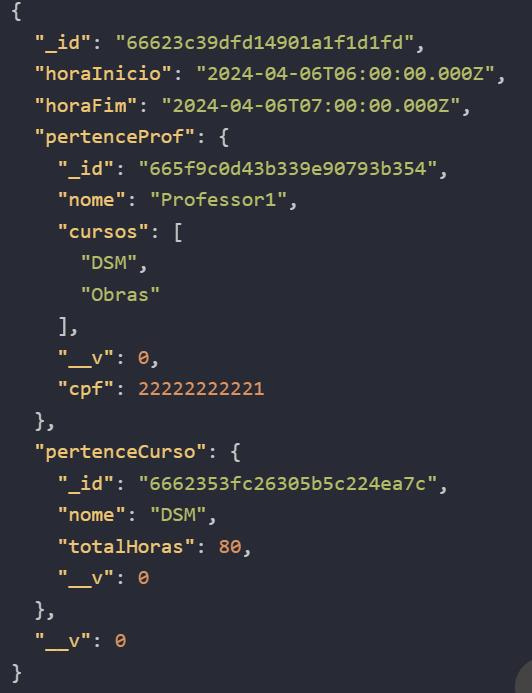 {
  "_id": "66623c39dfd14901a1f1d1fd",
  "horaInicio": "2024-04-06T06:00:00.000Z",
  "horaFim": "2024-04-06T07:00:00.000Z",
  "pertenceProf": {
    "_id": "665f9c0d43b339e90793b354",
    "nome": "Professor1",
    "cursos": [
      "DSM",
      "Obras"
    ],
    "__v": 0,
    "cpf": 22222222221
  },
  "pertenceCurso": {
    "_id": "6662353fc26305b5c224ea7c",
    "nome": "DSM",
    "totalHoras": 80,
    "__v": 0
  },
  "__v": 0
}